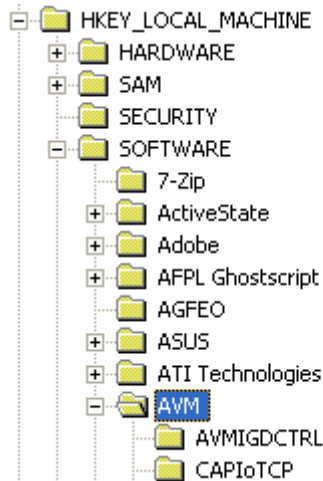 HKEY_LOCAL_MACHINE
HARDWARE
SAM
SECURITY
SOFTWARE
7-Zip
ActiveState
Adobe
AFPL Ghostscript
AGFEO
ASUS
ATI Technologies
AVM
AVMIGDCTRL
CAPIoTCP